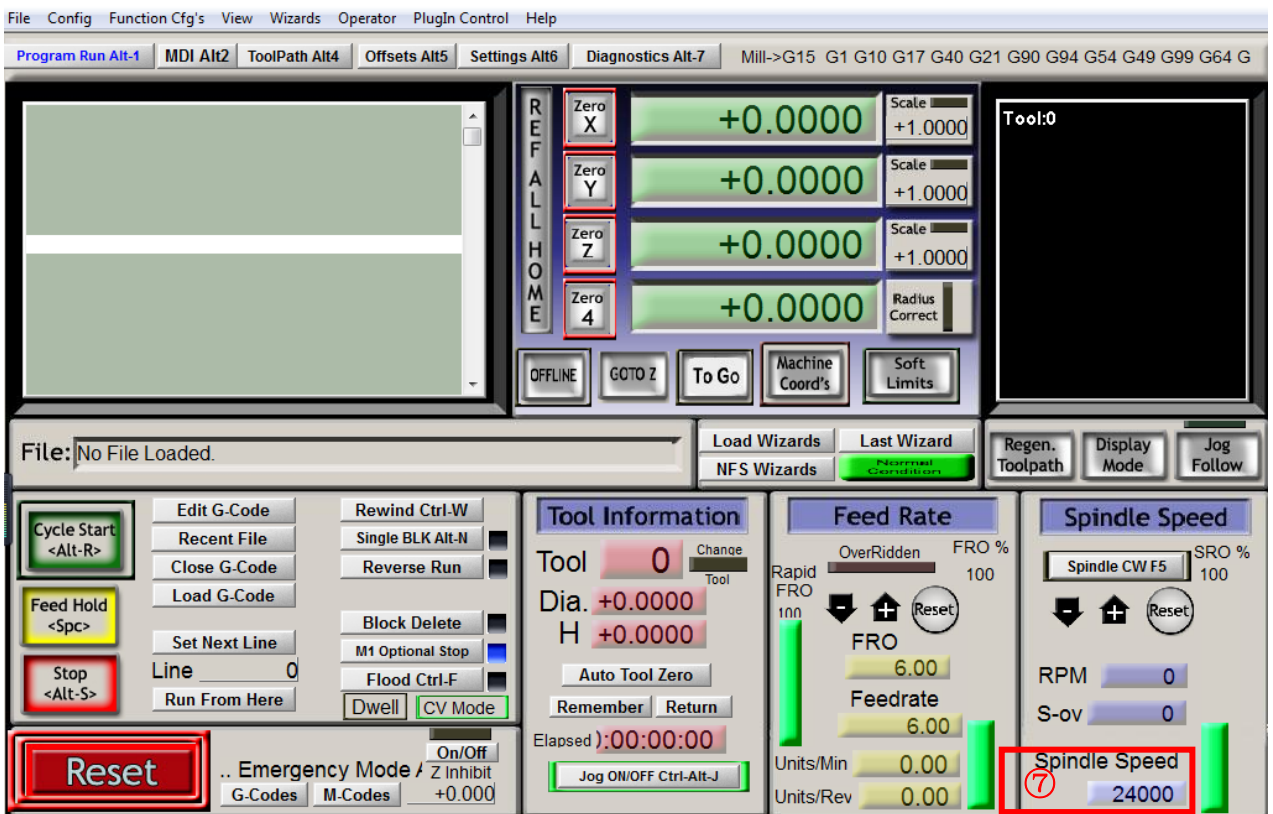 File Config Function Cfg's View Wizards Operator PlugIn Control Help
Program Run Alt-1 MDI Alt2 ToolPath Alt4 Offsets Alt5 Settings Alt6 Diagnostics Alt-7 Mill->G15 G1 G10 G17 G40 G21 G90 G94 G54 G49 G99 G64 G
REF ALL HOME
Zero X +0.0000 Scale +1.0000
Zero Y +0.0000 Scale +1.0000
Zero Z +0.0000 Scale +1.0000
Zero 4 +0.0000 Radius Correct
OFFLINE GOTO Z To Go Machine Coord's Soft Limits
Tool:0
File: No File Loaded.
Load Wizards Last Wizard
NFS Wizards Normal Condition
Regen. Toolpath Display Mode Jog Follow
Cycle Start <Alt-R>
Feed Hold <Spc>
Stop <Alt-S>
Edit G-Code
Recent File
Close G-Code
Load G-Code
Set Next Line
Line 0
Run From Here
Rewind Ctrl-W
Single BLK Alt-N
Reverse Run
Block Delete
M1 Optional Stop
Flood Ctrl-F
Dwell CV Mode
Reset
.. Emergency Mode A
G-Codes M-Codes
On/Off
Z Inhibit
+0.000
Tool Information
Tool 0 Change Tool
Dia. +0.0000
H +0.0000
Auto Tool Zero
Remember Return
Elapsed ):00:00:00
Jog ON/OFF Ctrl-Alt-J
Feed Rate
OverRidden FRO %
100
Rapid FRO
100
Reset
FRO
6.00
Feedrate
6.00
Units/Min 0.00
Units/Rev 0.00
Spindle Speed
Spindle CW F5 SRO %
100
Reset
RPM 0
S-ov 0
Spindle Speed
⑦ 24000